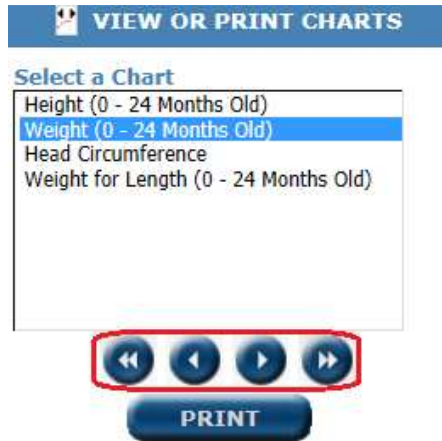 VIEW OR PRINT CHARTS
Select a Chart
Height (0 - 24 Months Old)
Weight (0 - 24 Months Old)
Head Circumference
Weight for Length (0 - 24 Months Old)
PRINT